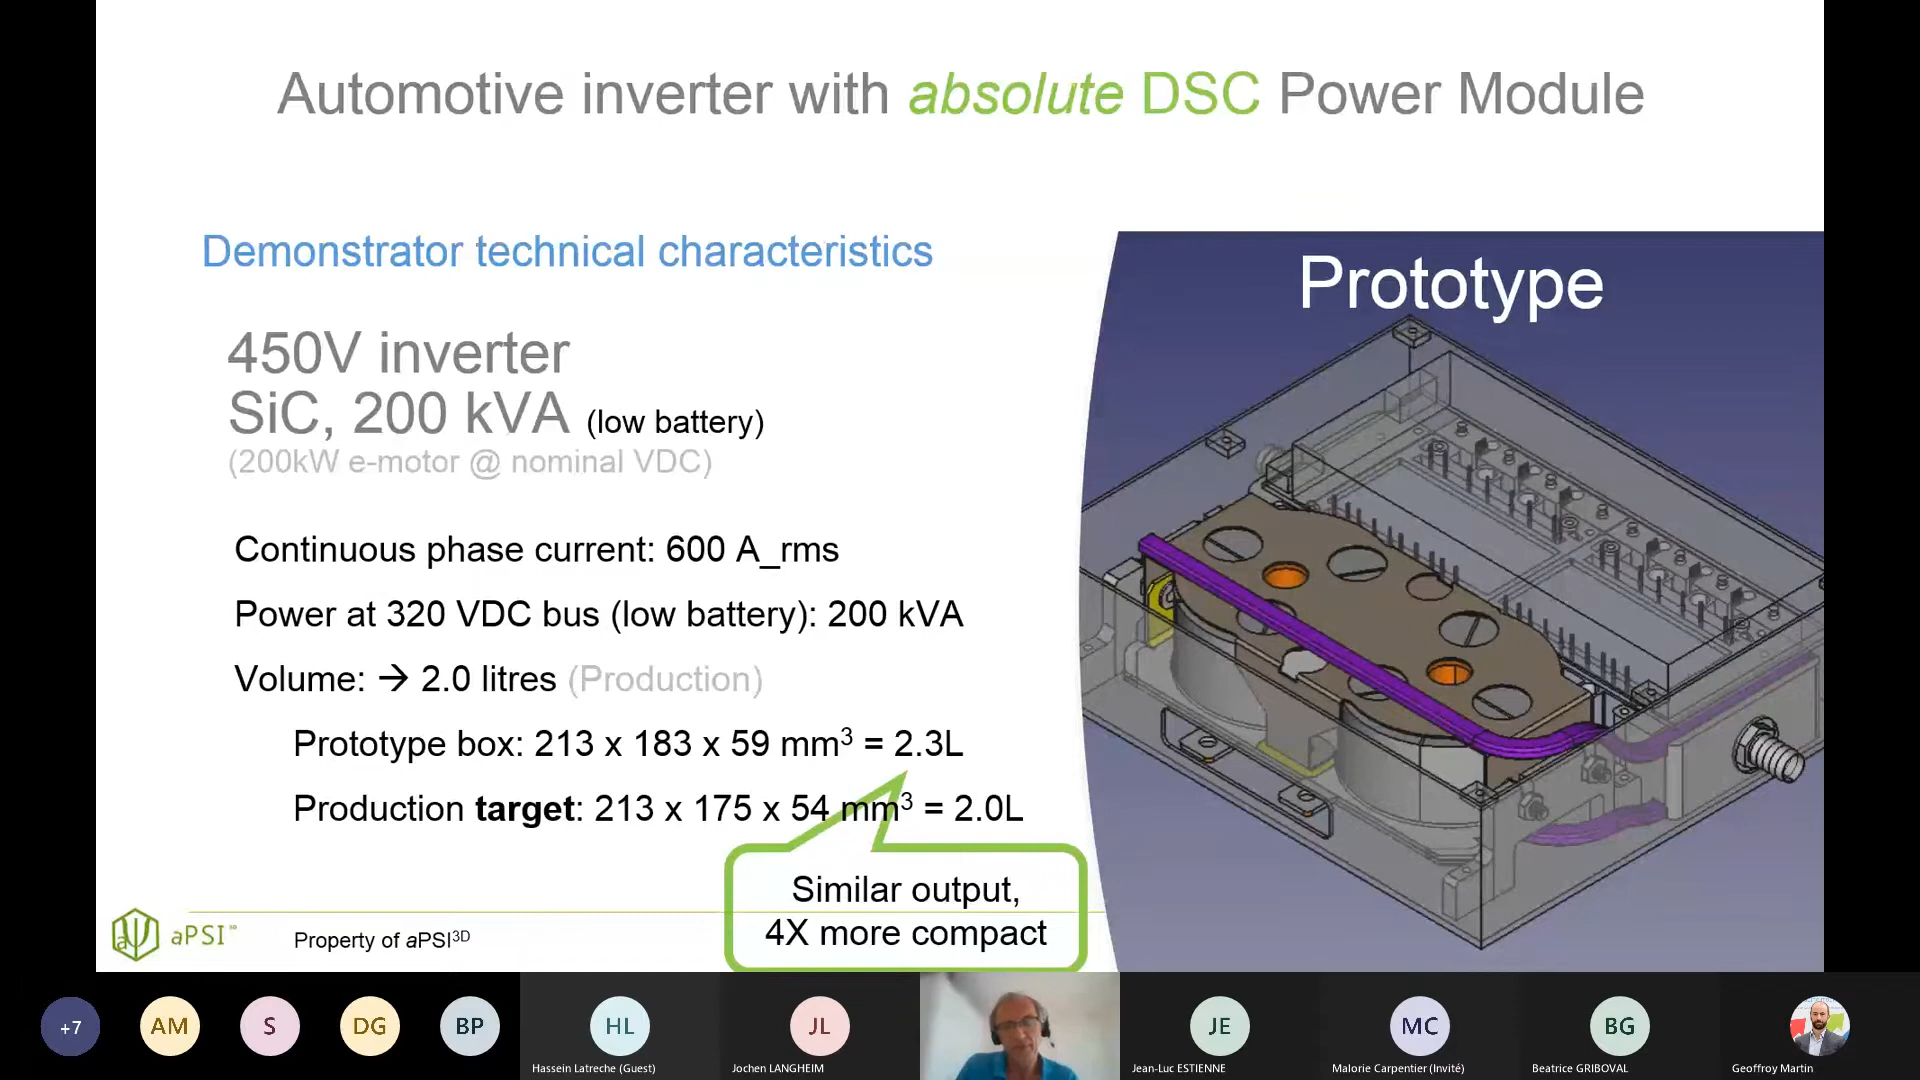 Automotive inverter with absolute DSC Power Module
Demonstrator technical characteristics
Prototype
450V inverter
SiC, 200 kVA (low battery)
(200kW e-motor @ nominal VDC)
Continuous phase current: 600 A_rms
Power at 320 VDC bus (low battery): 200 kVA
Volume: → 2.0 litres (Production)
Prototype box: 213 x 183 x 59 mm³ = 2.3L
Production target: 213 x 175 x 54 mm³ = 2.0L
Similar output,
4X more compact
aPSI³ᴰ
Property of aPSI³ᴰ
+7
AM
S
DG
BP
HL
JL
JE
MC
BG
Hassein Latreche (Guest)
Jochen LANGHEIM
Jean-Luc ESTIENNE
Malorie Carpentier (Invité)
Beatrice GRIBOVAL
Geoffroy Martin